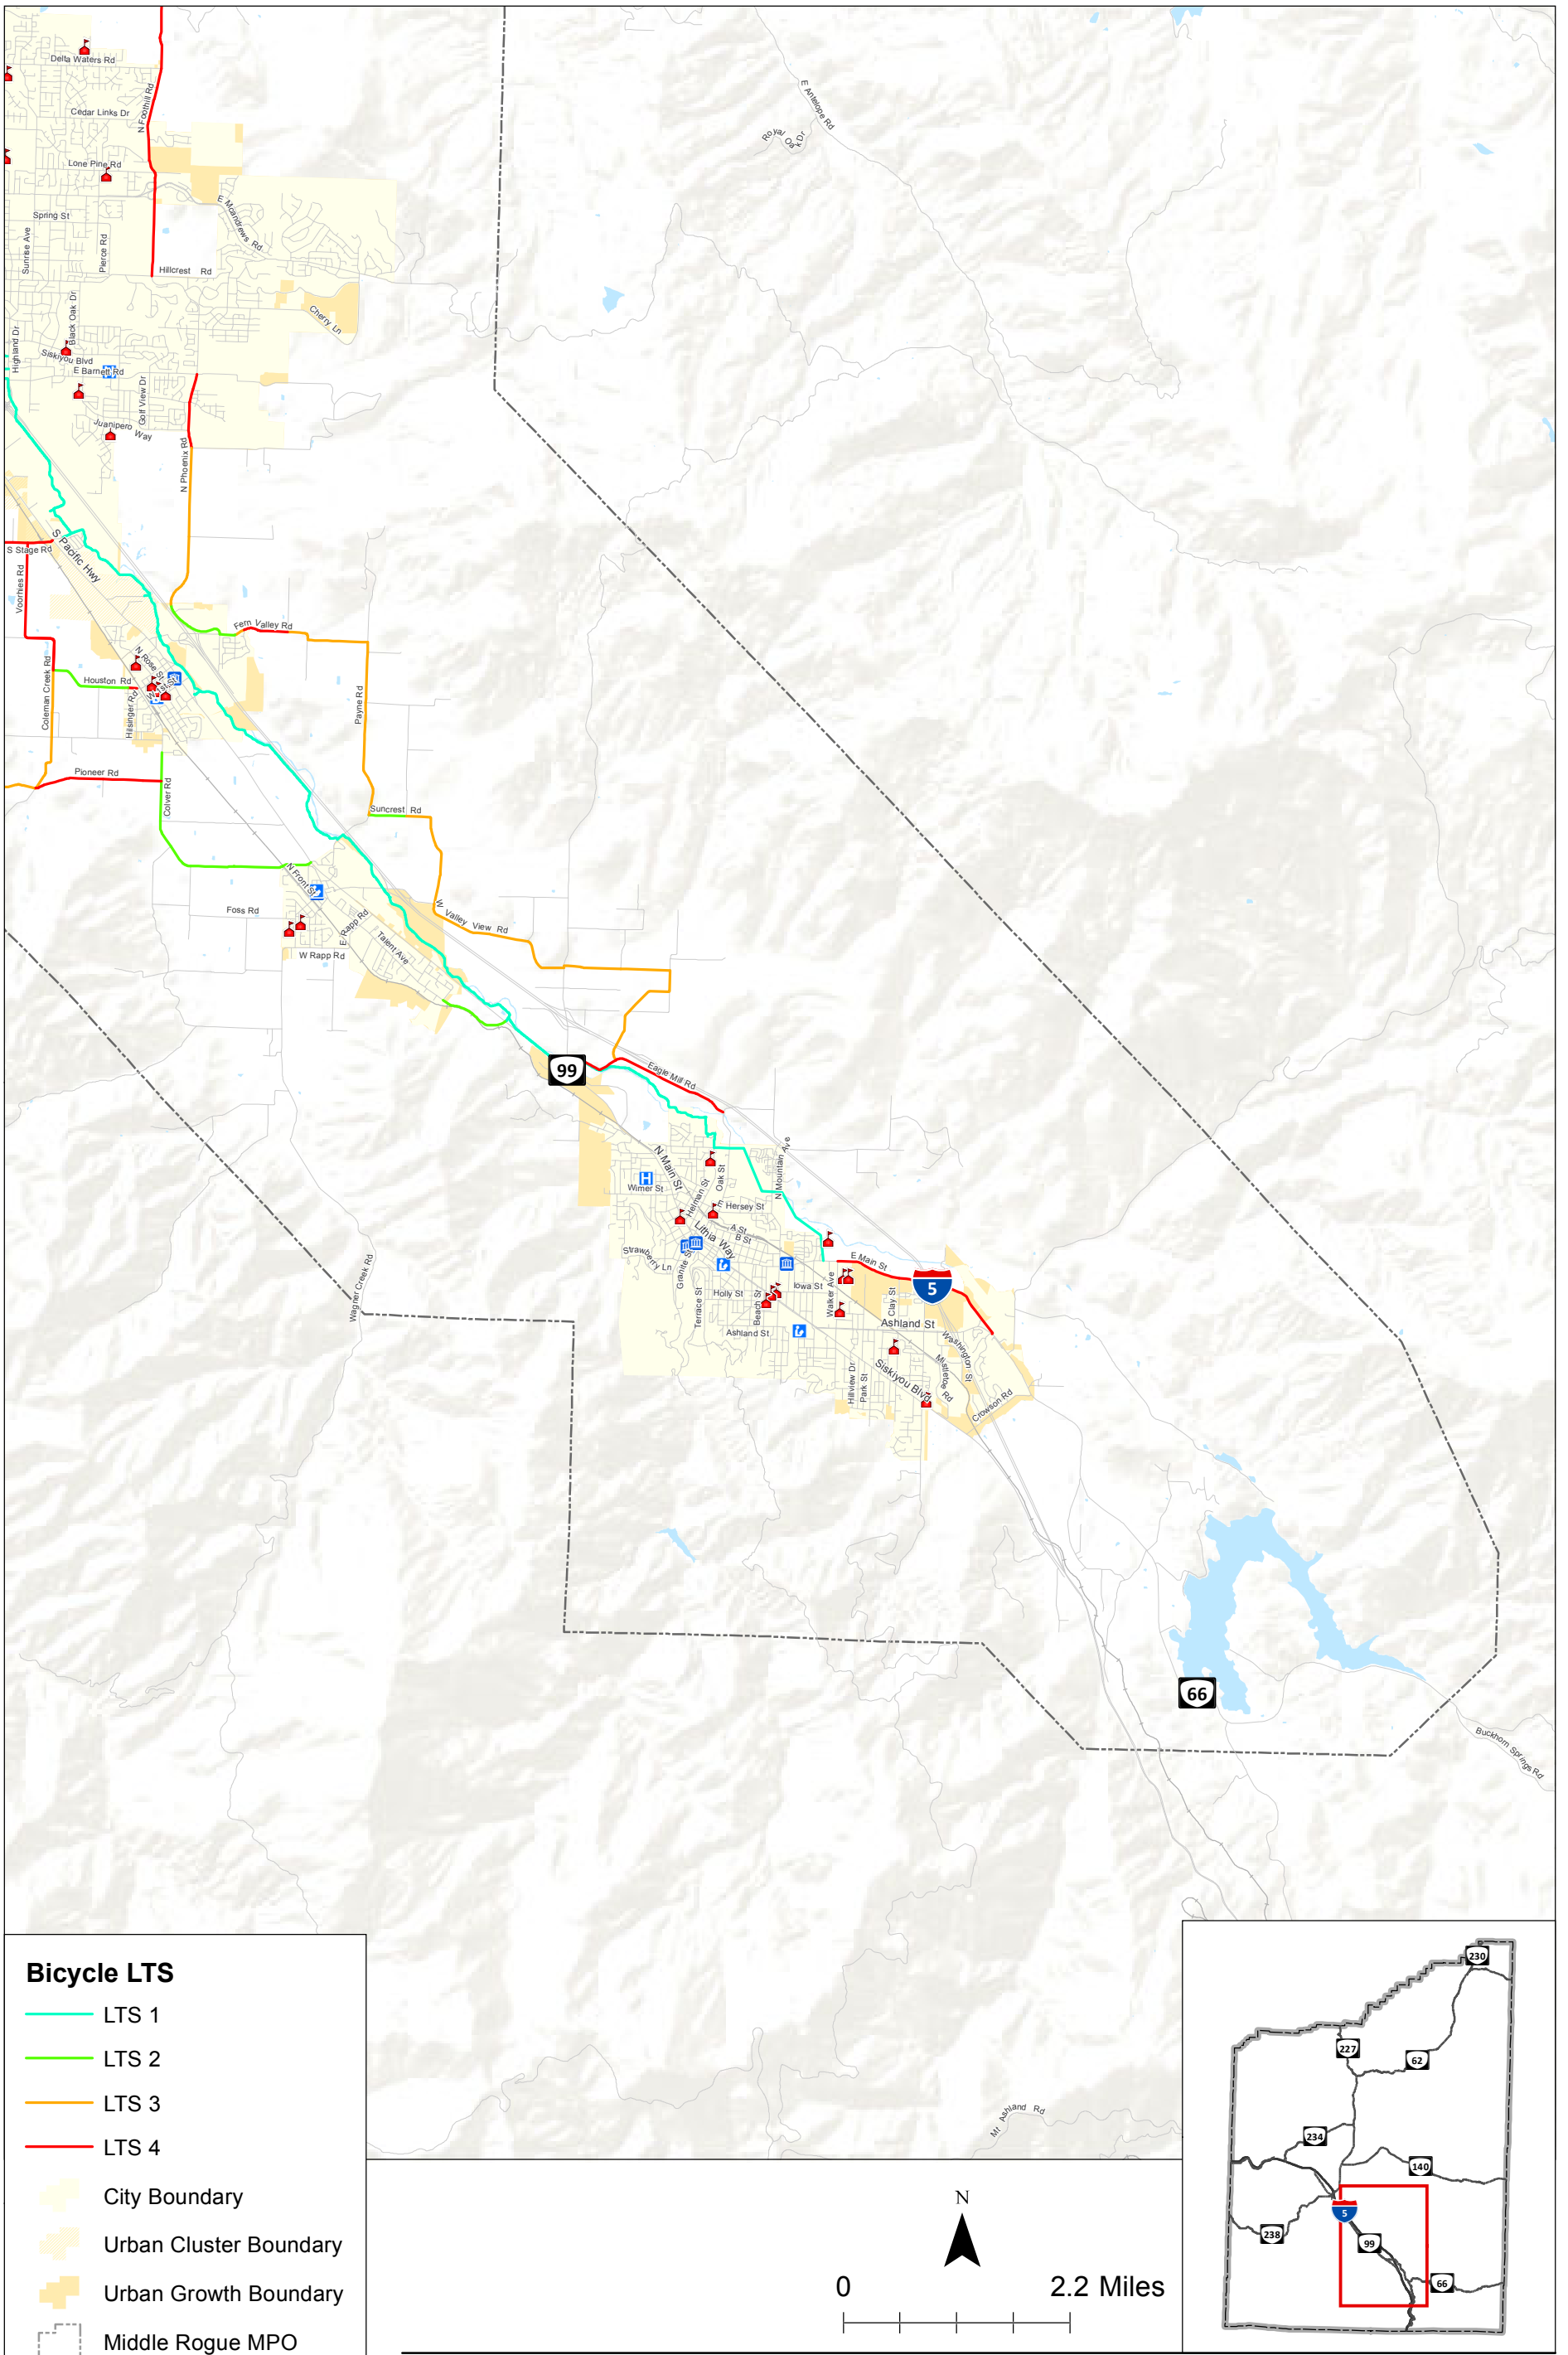 Delta Waters Rd
Cedar Links Dr
N Foothill Rd
Lone Pine Rd
E Antelope Rd
Royal Oak Dr
Spring St
E Mcandrews Rd
Sunrise Ave
Pierce Rd
Hillcrest Rd
Cherry Ln
Black Oak Dr
Highland Dr
Siskiyou Blvd
E Barnett Rd
H
Golf View Dr
Juanipero Way
N Phoenix Rd
S Pacific Hwy
S Stage Rd
Voorhies Rd
Fern Valley Rd
N Rose St
Houston Rd
Coleman Creek Rd
Hilsinger Rd
Payne Rd
Pioneer Rd
Colver Rd
Suncrest Rd
N Front St
Foss Rd
E Rapp Rd
W Valley View Rd
Talent Ave
W Rapp Rd
99
Eagle Mill Rd
N Main St
H
Wimer St
Helman St
Oak St
N Mountain Ave
E Hersey St
A St
B St
Lithia Way
Strawberry Ln
Granite St
E Main St
5
Iowa St
Holly St
Terrace St
Beach St
Walker Ave
Clay St
Ashland St
Ashland St
Washington St
Wagner Creek Rd
Hillview Dr
Park St
Siskiyou Blvd
Mistletoe Rd
Crowson Rd
66
Buckhorn Springs Rd
Mt Ashland Rd
Bicycle LTS
LTS 1
LTS 2
LTS 3
LTS 4
City Boundary
Urban Cluster Boundary
Urban Growth Boundary
Middle Rogue MPO
N
0 2.2 Miles
230
227
62
234
140
5
238
99
66